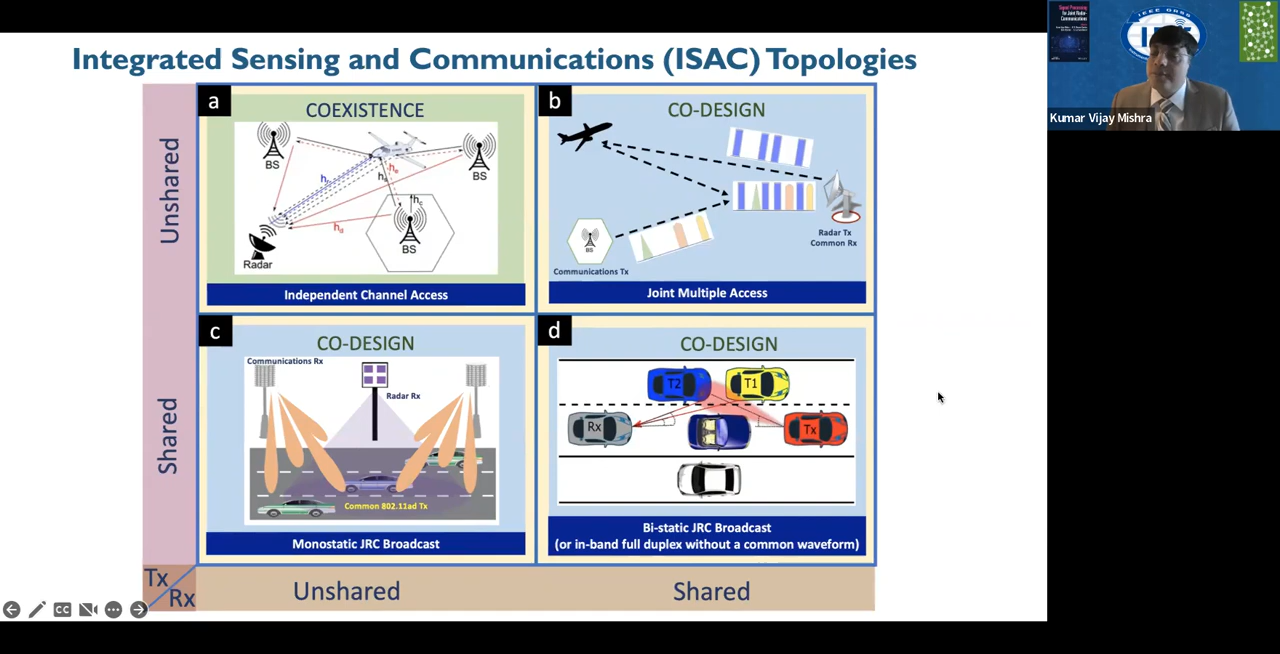 Integrated Sensing and Communications (ISAC) Topologies
Unshared
Shared
a
COEXISTENCE
BS
BS
BS
Radar
Independent Channel Access
b
CO-DESIGN
BS
Communications Tx
Radar Tx
Common Rx
Joint Multiple Access
c
CO-DESIGN
Communications Rx
Radar Rx
Common 802.11ad Tx
Monostatic JRC Broadcast
d
CO-DESIGN
T2
T1
Rx
Tx
Bi-static JRC Broadcast
(or in-band full duplex without a common waveform)
Tx
Rx
Unshared
Shared
CC
Kumar Vijay Mishra